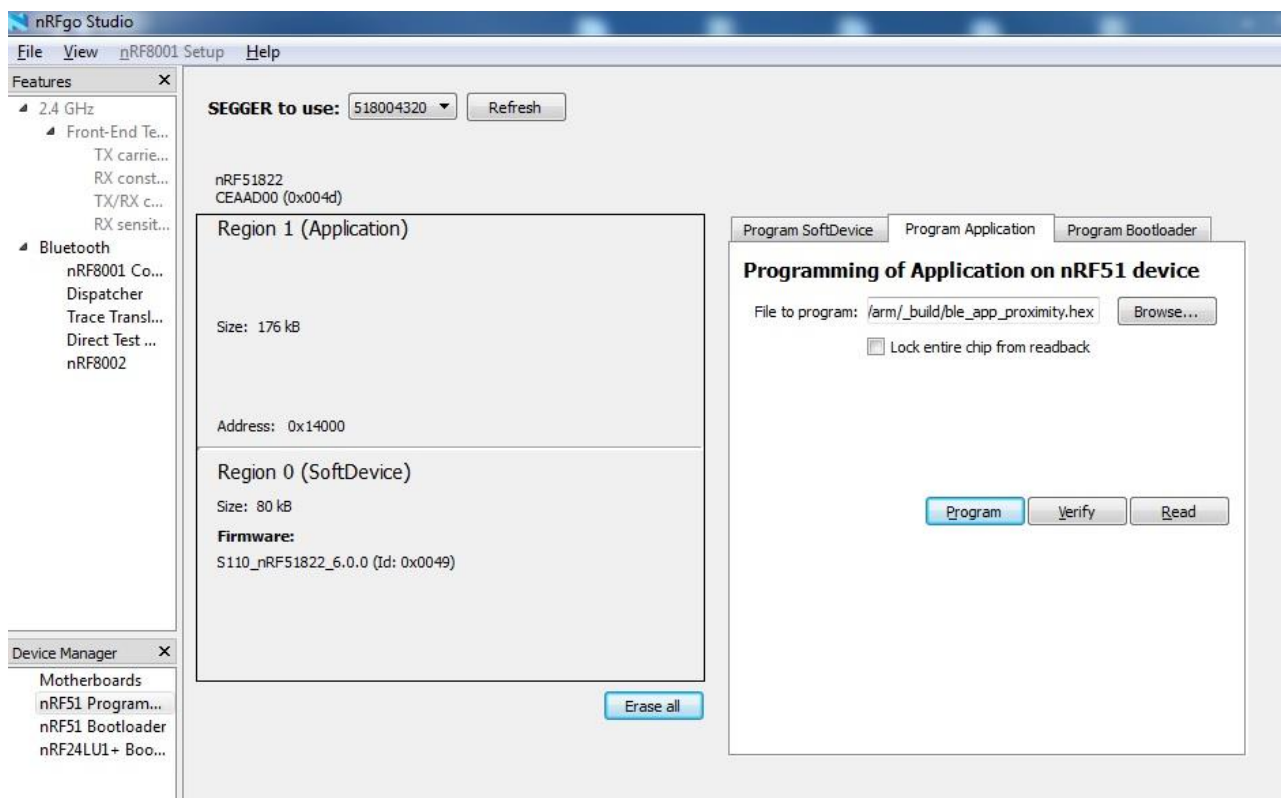 nRFgo Studio
File View nRF8001 Setup Help
Features X
2.4 GHz
Front-End Te...
TX carrie...
RX const...
TX/RX c...
RX sensit...
Bluetooth
nRF8001 Co...
Dispatcher
Trace Transl...
Direct Test ...
nRF8002
Device Manager X
Motherboards
nRF51 Program...
nRF51 Bootloader
nRF24LU1+ Boo...
SEGGER to use: 518004320 Refresh
nRF51822
CEAAD00 (0x004d)
Region 1 (Application)
Size: 176 kB
Address: 0x14000
Region 0 (SoftDevice)
Size: 80 kB
Firmware:
S110_nRF51822_6.0.0 (Id: 0x0049)
Erase all
Program SoftDevice Program Application Program Bootloader
Programming of Application on nRF51 device
File to program: /arm/_build/ble_app_proximity.hex Browse...
Lock entire chip from readback
Program Verify Read